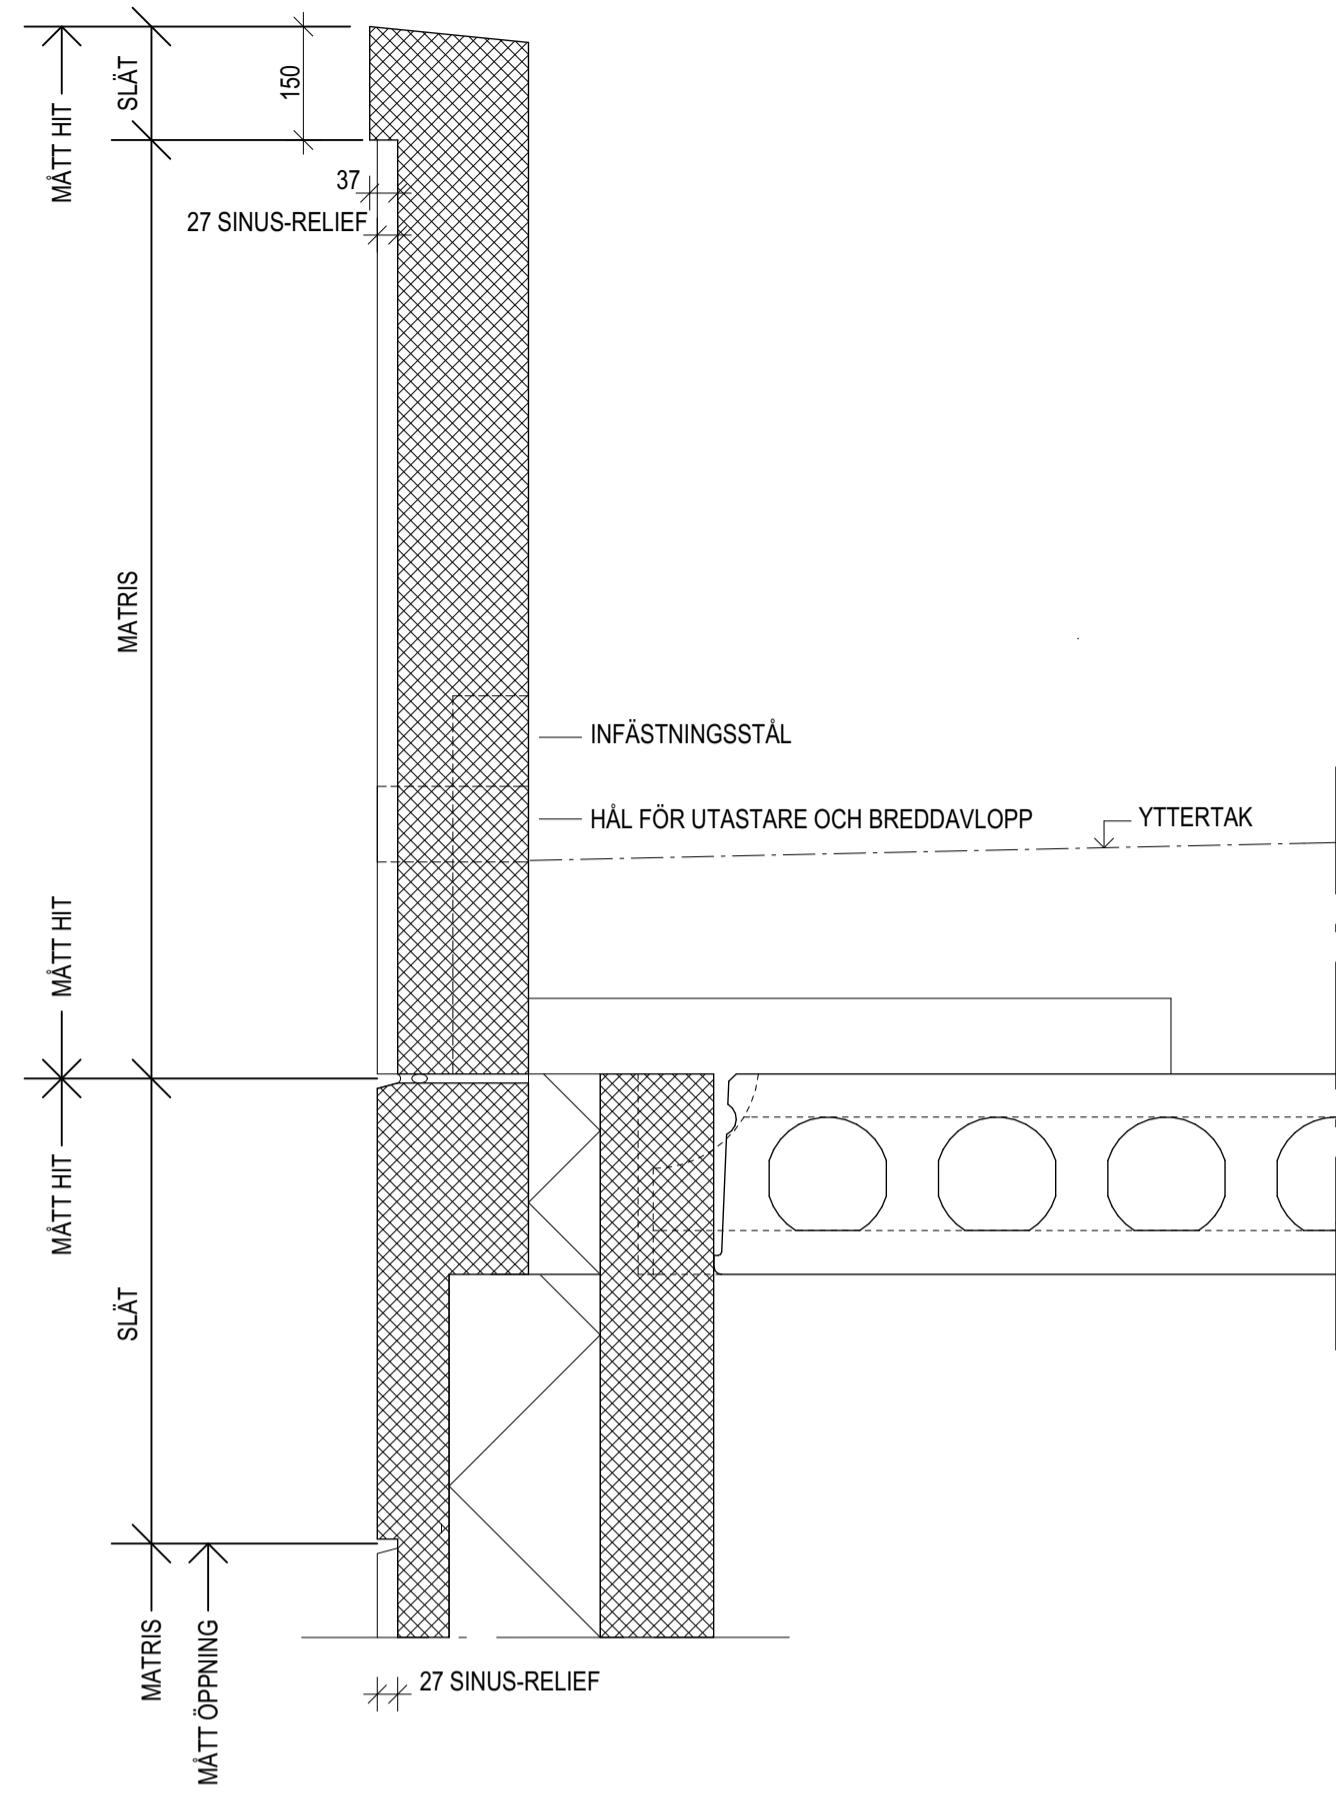 MÅTT HIT
SLÄT
150
37
27 SINUS-RELIEF
MATRIS
INFÄSTNINGSSTÅL
HÅL FÖR UTASTARE OCH BREDDAVLOPP
YTTERTAK
MÅTT HIT
MÅTT HIT
SLÄT
MATRIS
MÅTT ÖPPNING
27 SINUS-RELIEF